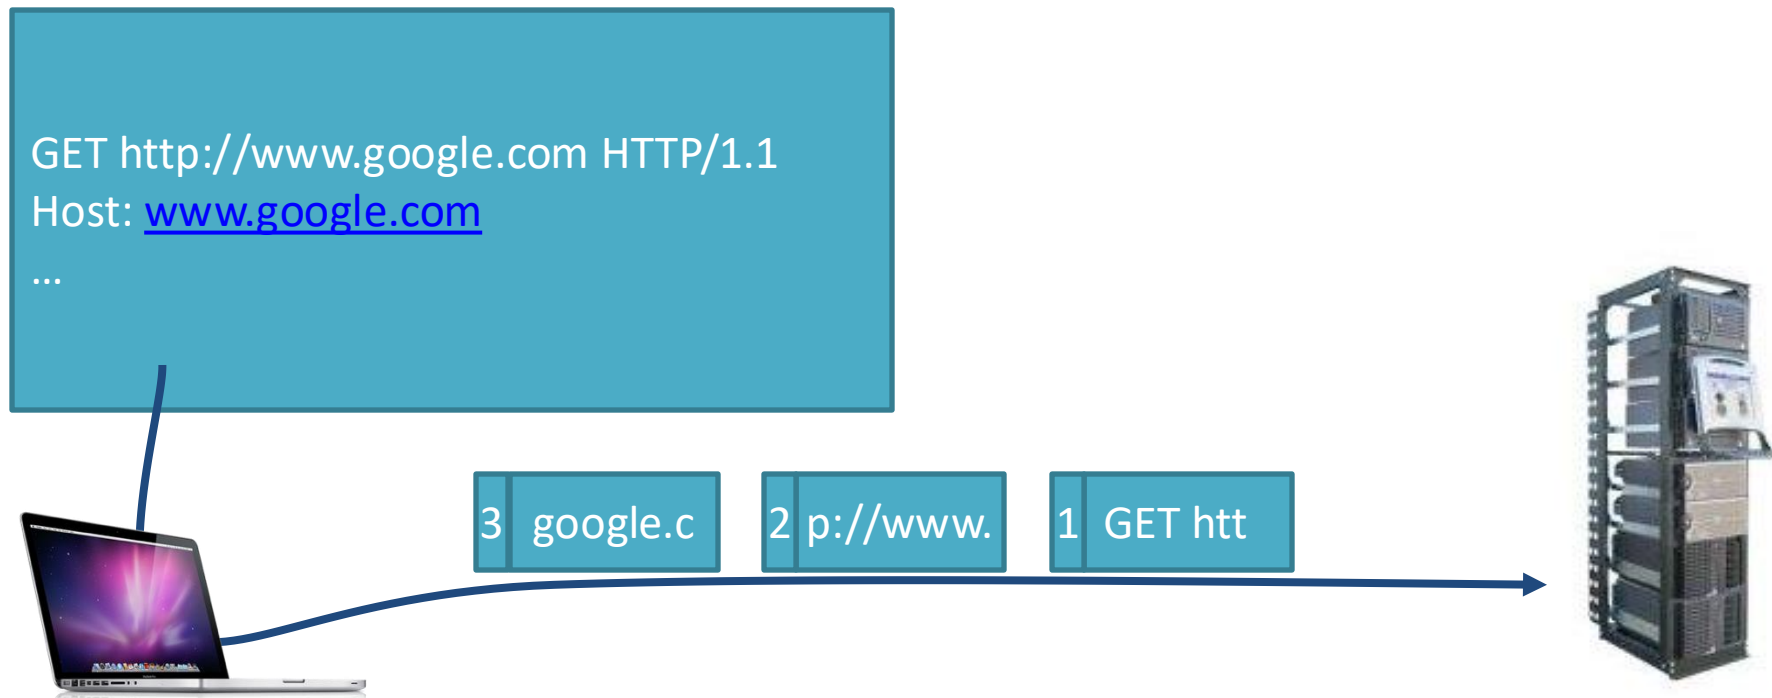 GET http://www.google.com HTTP/1.1
Host: www.google.com
…
3 google.c 2 p://www. 1 GET htt